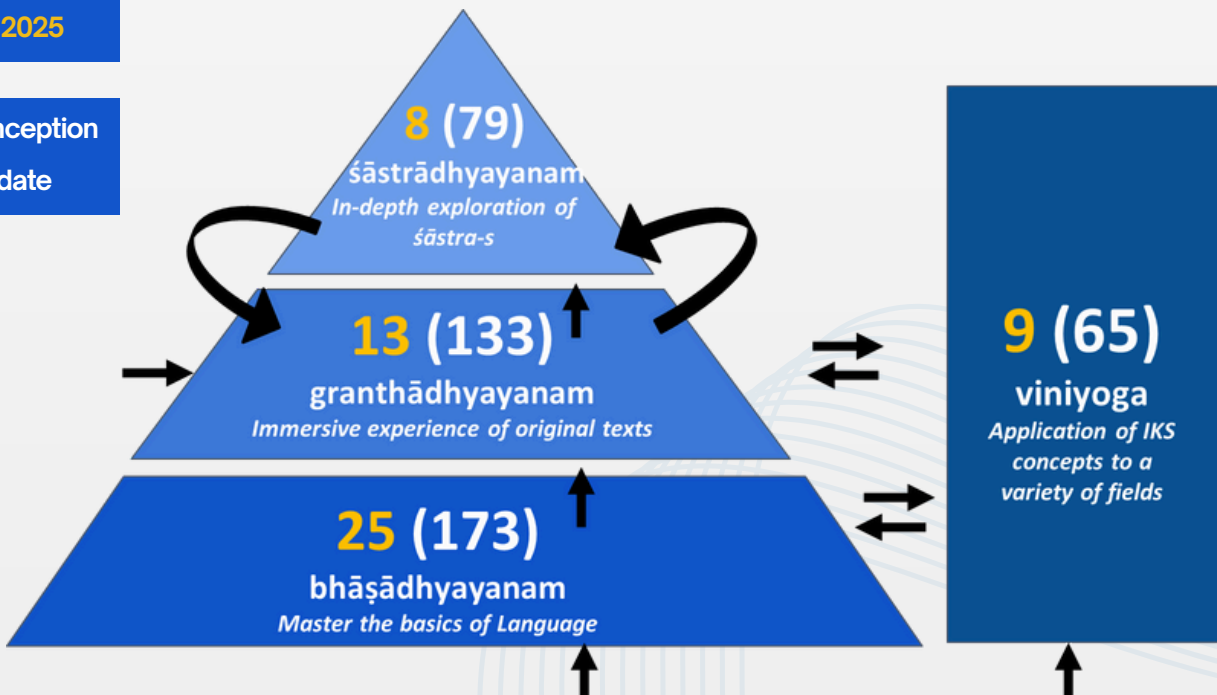 2025
nception
date
8 (79)
śāstrādhyayanam
In-depth exploration of
śāstra-s
13 (133)
granthādhyayanam
Immersive experience of original texts
25 (173)
bhāṣādhyayanam
Master the basics of Language
9 (65)
viniyoga
Application of IKS
concepts to a
variety of fields